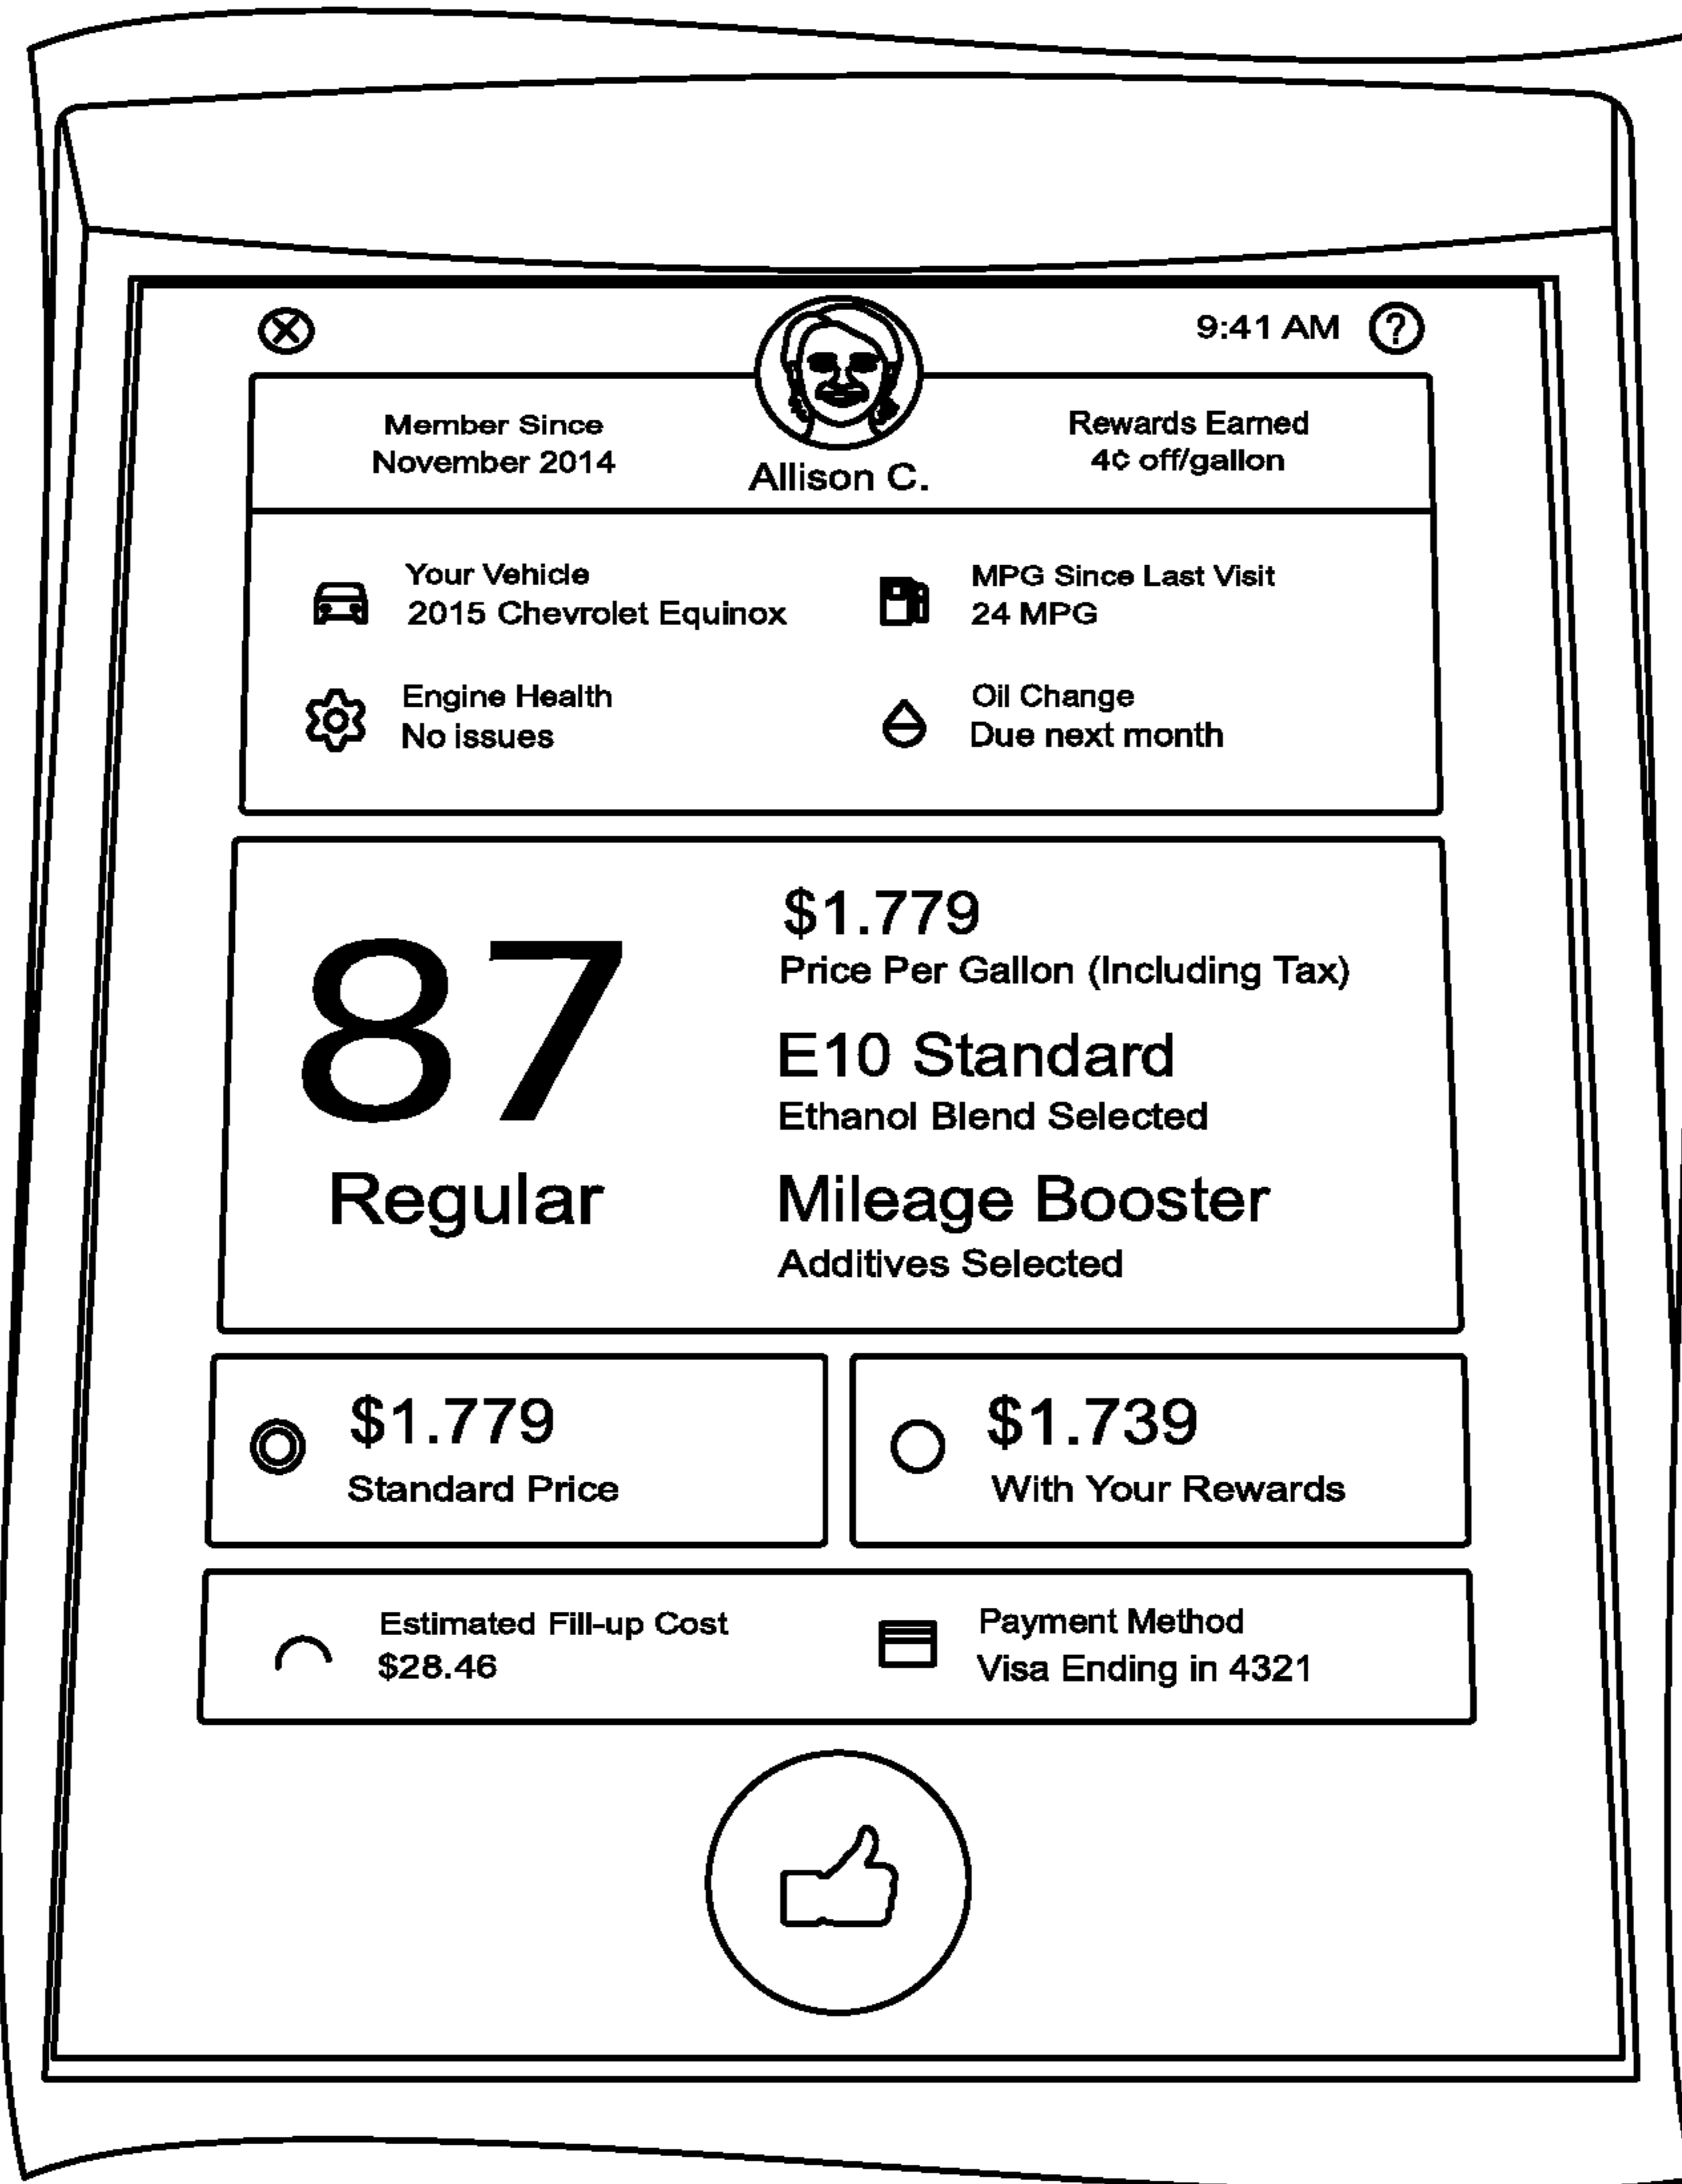 9:41 AM ?
Member Since
November 2014
Allison C.
Rewards Earned
4¢ off/gallon
Your Vehicle
2015 Chevrolet Equinox
MPG Since Last Visit
24 MPG
Engine Health
No issues
Oil Change
Due next month
87
Regular
$1.779
Price Per Gallon (Including Tax)
E10 Standard
Ethanol Blend Selected
Mileage Booster
Additives Selected
$1.779
Standard Price
$1.739
With Your Rewards
Estimated Fill-up Cost
$28.46
Payment Method
Visa Ending in 4321